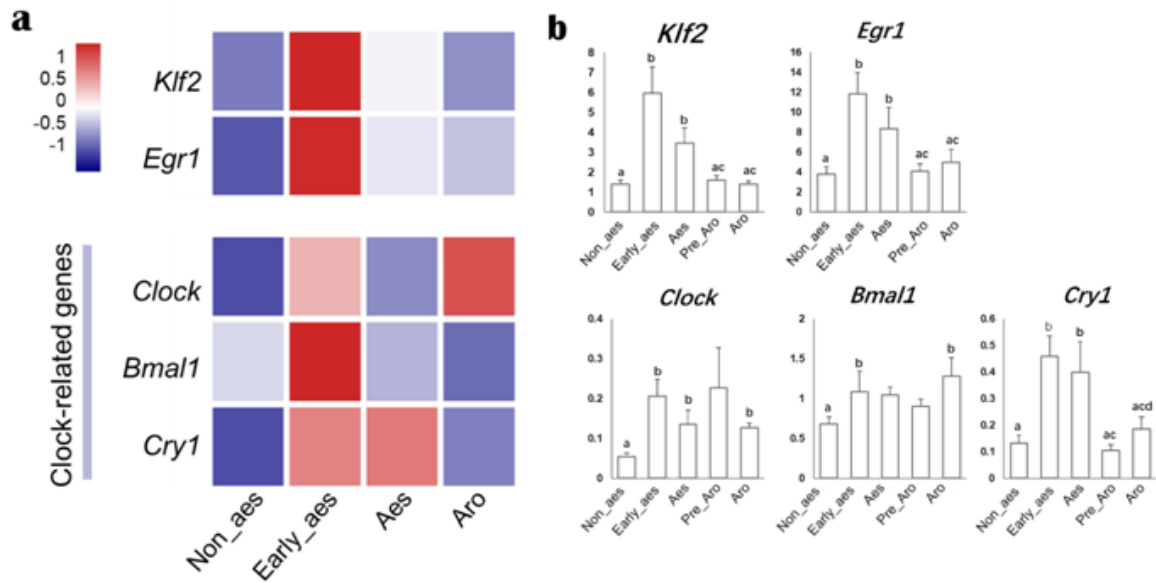 a
1
0.5
0
-0.5
-1
Klf2
Egr1
Clock-related genes
Clock
Bmal1
Cry1
Non_aes
Early_aes
Aes
Aro
b
Klf2
8
7
6
5
4
3
2
1
0
a
b
b
ac
ac
Non_aes
Early_aes
Aes
Pre_Aro
Aro
Egr1
16
14
12
10
8
6
4
2
0
a
b
b
ac
ac
Non_aes
Early_aes
Aes
Pre_Aro
Aro
Clock
0.4
0.3
0.2
0.1
0
a
b
b
b
Non_aes
Early_aes
Aes
Pre_Aro
Aro
Bmal1
2
1.5
1
0.5
0
a
b
b
Non_aes
Early_aes
Aes
Pre_Aro
Aro
Cry1
0.6
0.5
0.4
0.3
0.2
0.1
0
a
b
b
ac
acd
Non_aes
Early_aes
Aes
Pre_Aro
Aro